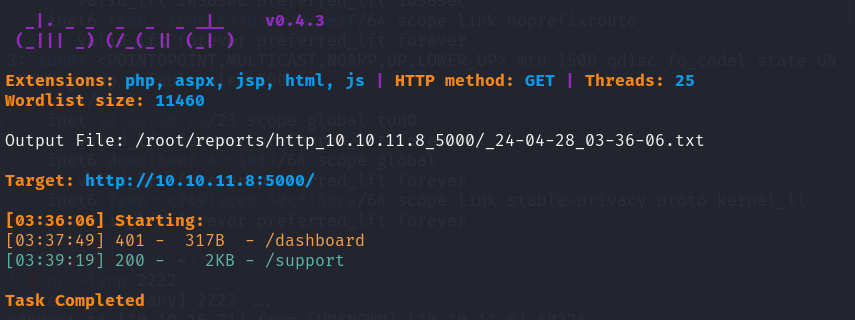 _|. _ _  _  _  _ _|_    v0.4.3
(_||| _) (/_(_|| (_| )
Extensions: php, aspx, jsp, html, js | HTTP method: GET | Threads: 25
Wordlist size: 11460
Output File: /root/reports/http_10.10.11.8_5000/_24-04-28_03-36-06.txt
Target: http://10.10.11.8:5000/
[03:36:06] Starting:
[03:37:49] 401 -  317B  - /dashboard
[03:39:19] 200 -    2KB - /support
Task Completed